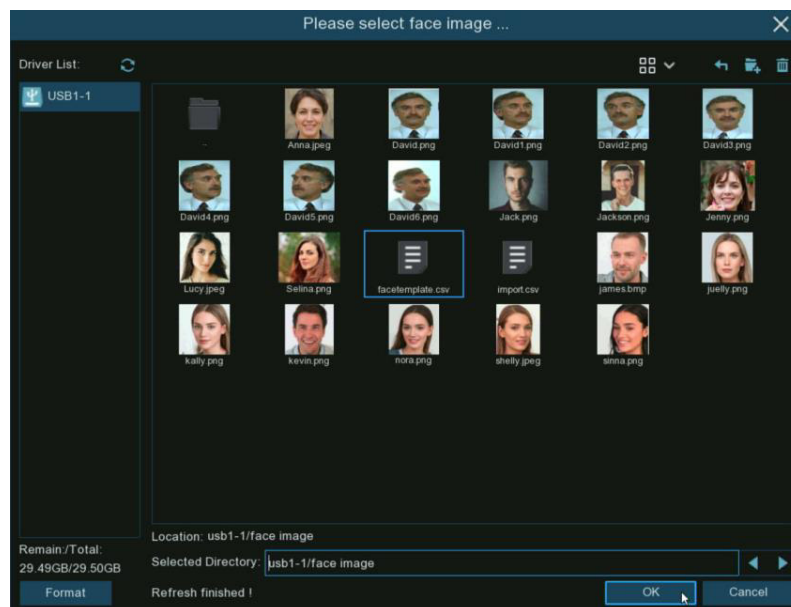 Please select face image ...
Driver List:
USB1-1
Anna.jpeg David.png David1.png David2.png David3.png
David4.png David5.png David6.png Jack.png Jackson.png Jenny.png
Lucy.jpeg Selina.png facetemplate.csv import.csv james.bmp juelly.png
kally.png kevin.png nora.png shelly.jpeg sinna.png
Location: usb1-1/face image
Remain:/Total:
29.49GB/29.50GB
Selected Directory: usb1-1/face image
Format Refresh finished ! OK Cancel